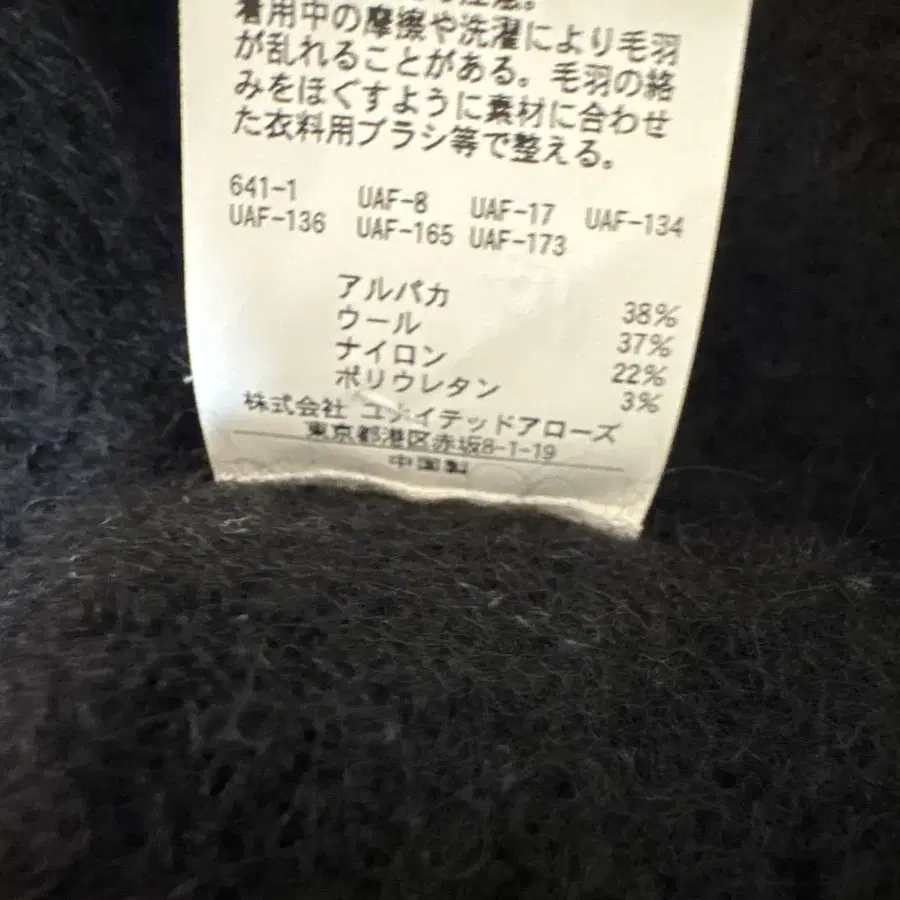 注意。
着用中の摩擦や洗濯により毛羽
が乱れることがある。毛羽の絡
みをほぐすように素材に合わせ
た衣料用ブラシ等で整える。
641-1 UAF-8 UAF-17 UAF-134
UAF-136 UAF-165 UAF-173
アルパカ 38%
ウール 37%
ナイロン 22%
ポリウレタン 3%
株式会社 ユナイテッドアローズ
東京都港区赤坂8-1-19
中国製